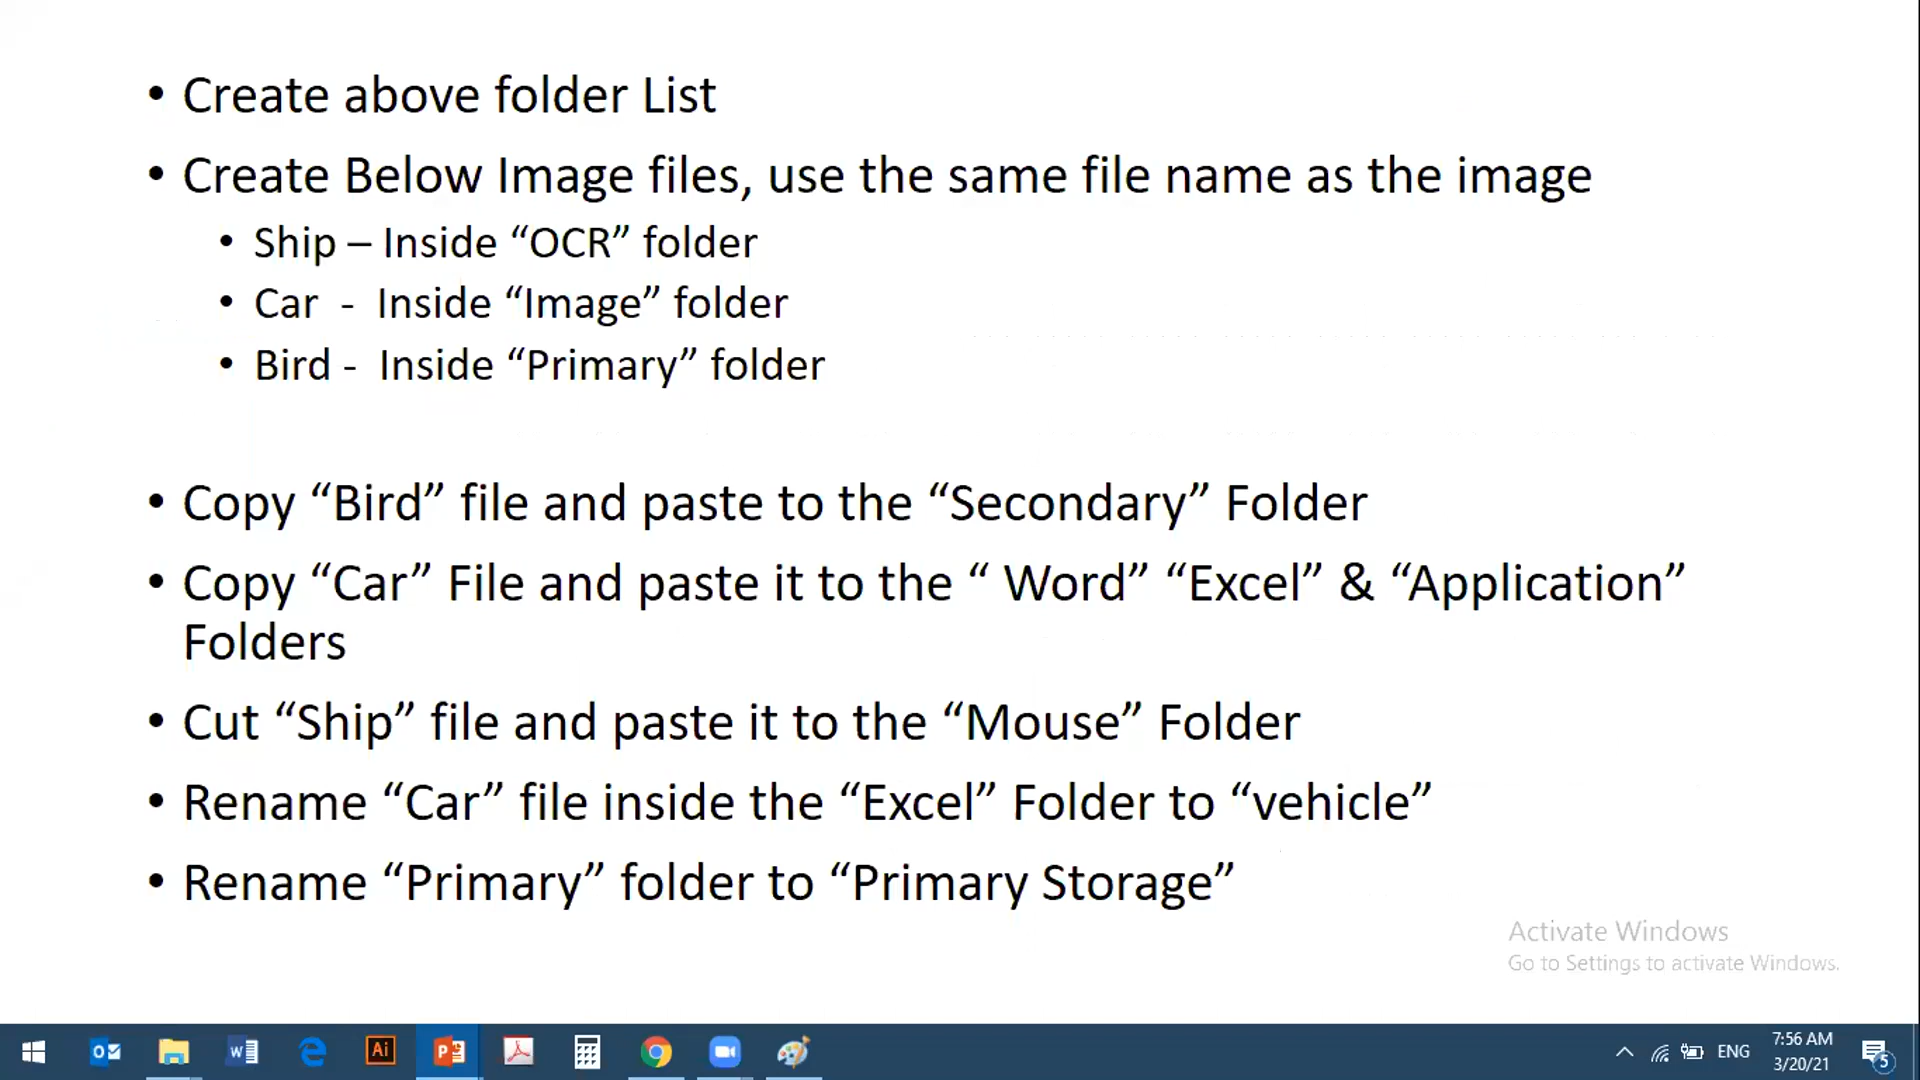 • Create above folder List
• Create Below Image files, use the same file name as the image
• Ship – Inside “OCR” folder
• Car - Inside “Image” folder
• Bird - Inside “Primary” folder
• Copy “Bird” file and paste to the “Secondary” Folder
• Copy “Car” File and paste it to the “ Word” “Excel” & “Application”
Folders
• Cut “Ship” file and paste it to the “Mouse” Folder
• Rename “Car” file inside the “Excel” Folder to “vehicle”
• Rename “Primary” folder to “Primary Storage”
Activate Windows
Go to Settings to activate Windows.
Ai
ENG
7:56 AM
3/20/21
5